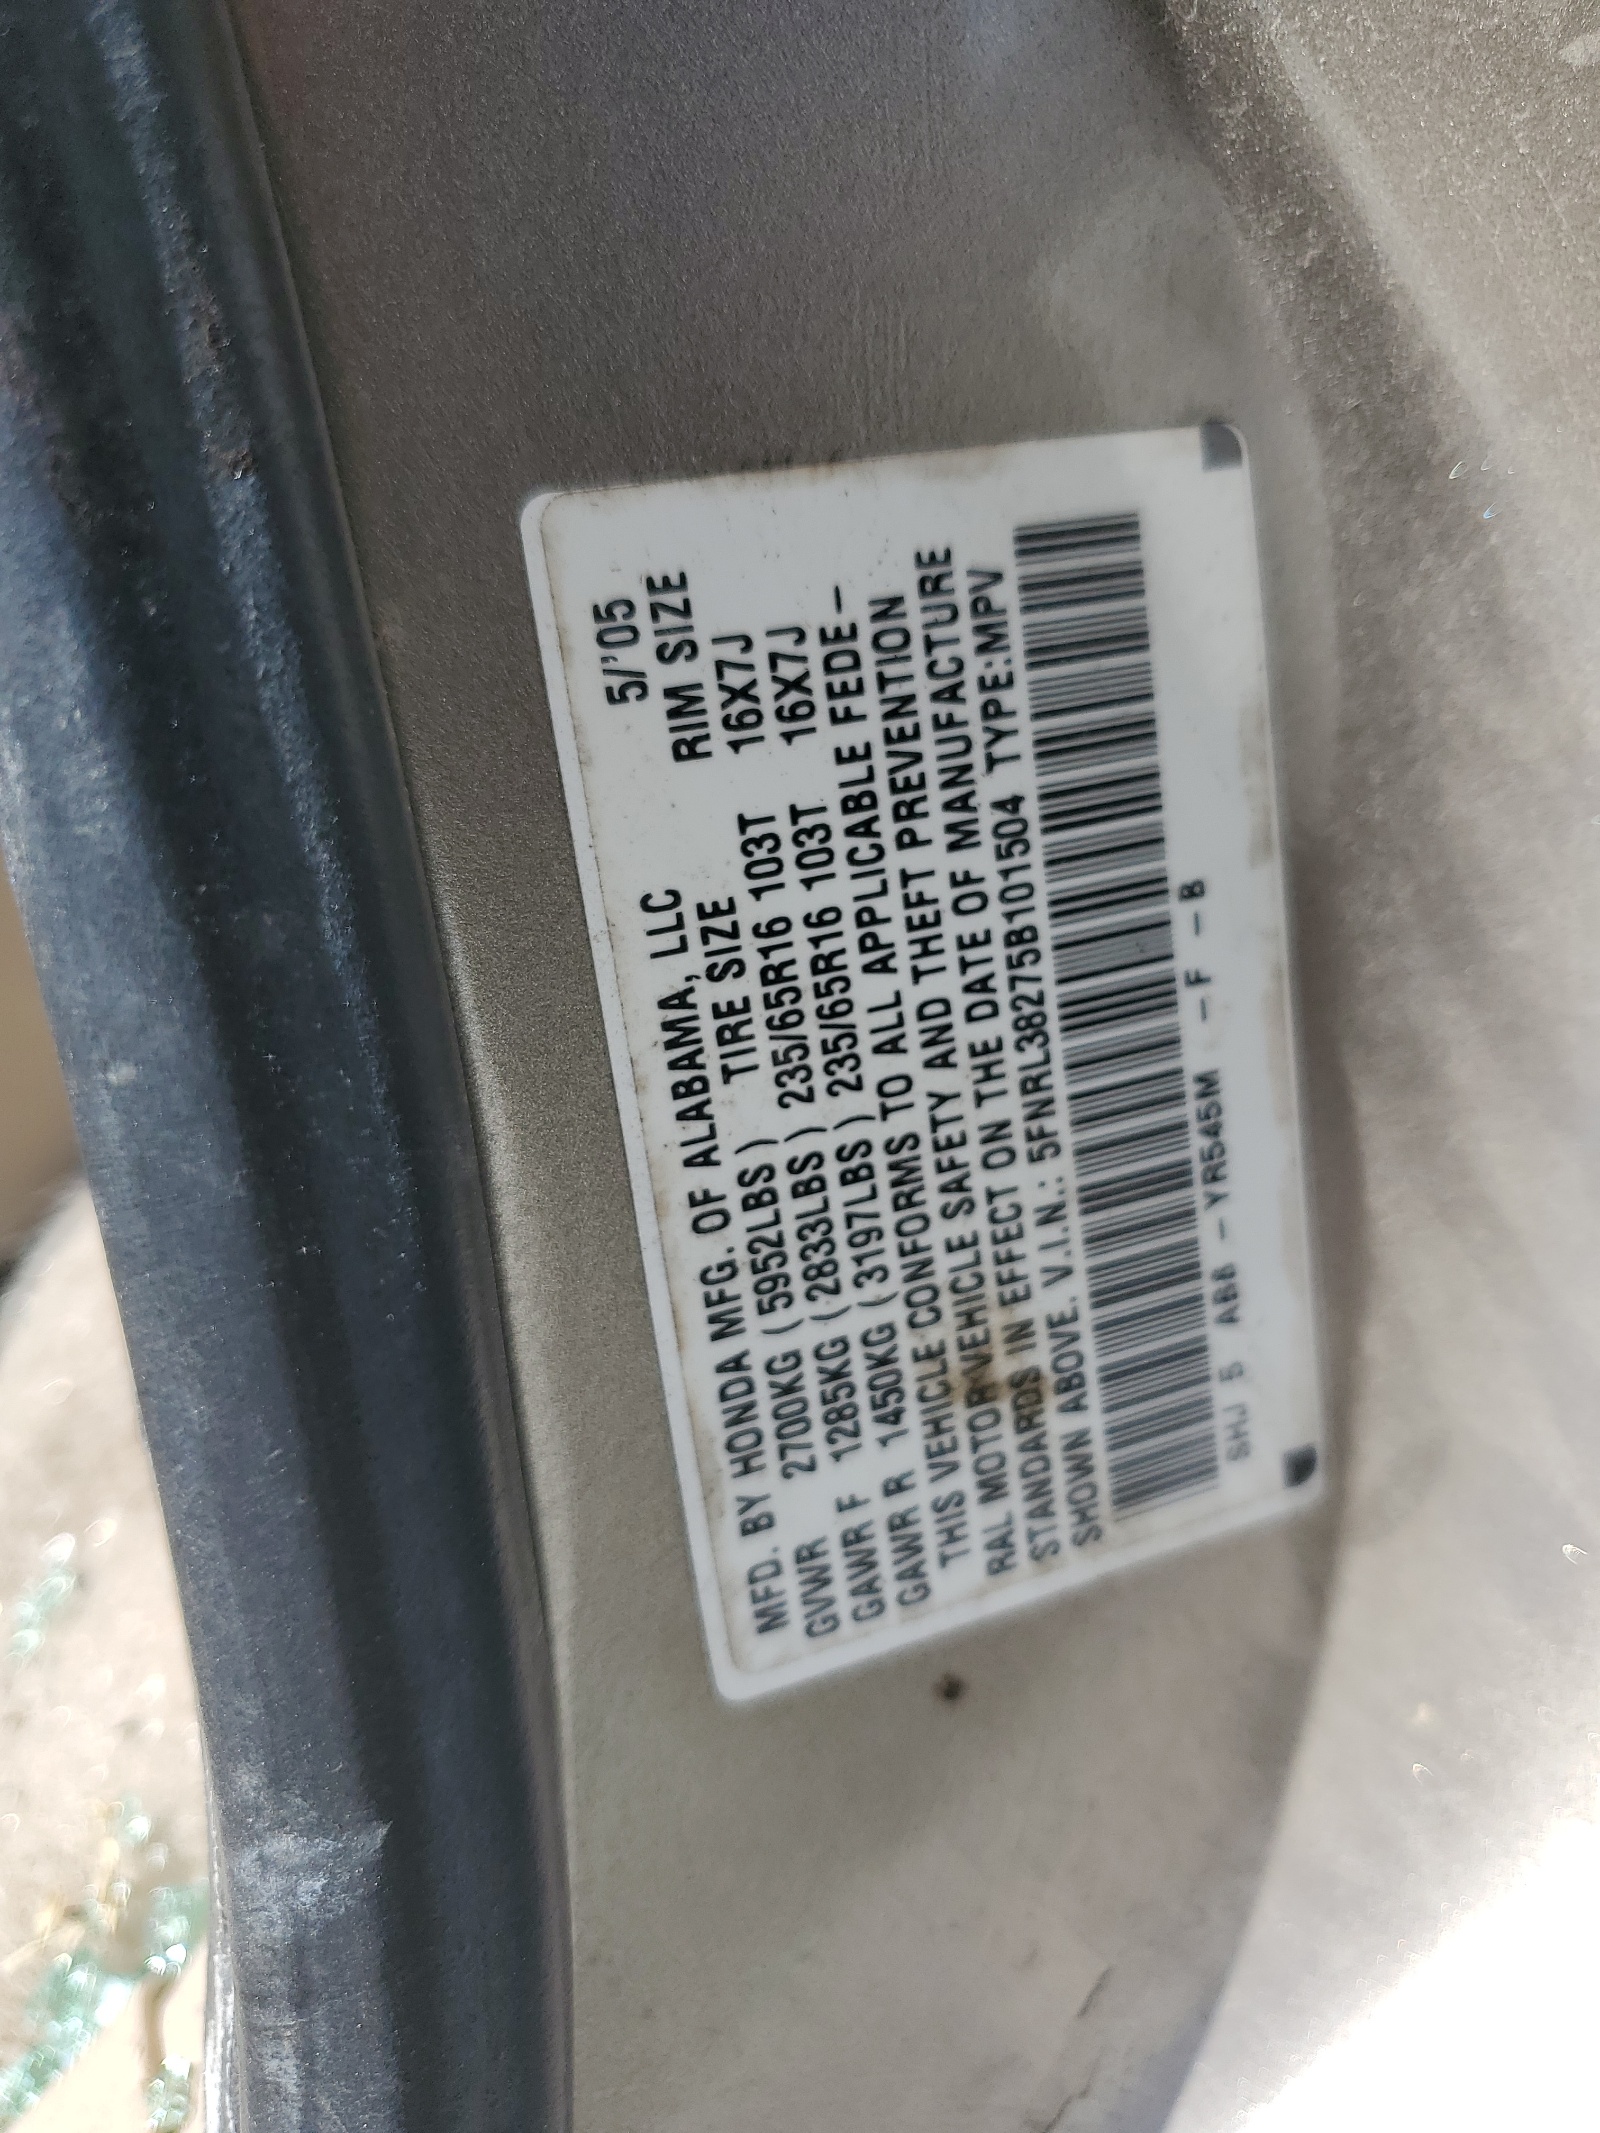 5/'05
MFD. BY HONDA MFG. OF ALABAMA, LLC
TIRE SIZE RIM SIZE
GVWR 2700KG ( 5952LBS ) 235/65R16 103T 16X7J
GAWR F 1285KG ( 2833LBS ) 235/65R16 103T 16X7J
GAWR R 1450KG ( 3197LBS )
THIS VEHICLE CONFORMS TO ALL APPLICABLE FEDE-
RAL MOTOR VEHICLE SAFETY AND THEFT PREVENTION
STANDARDS IN EFFECT ON THE DATE OF MANUFACTURE
SHOWN ABOVE. V.I.N.: 5FNRL38275B101504 TYPE:MPV
SHJ 5 ABB -YR545M -F -B